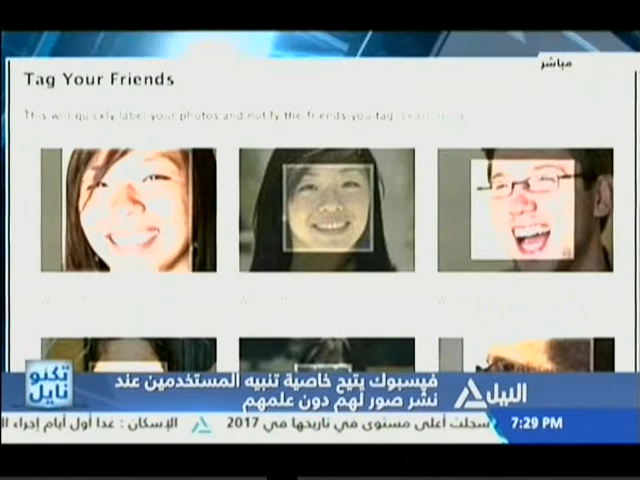 مباشر
Tag Your Friends
This will quickly label your photos and notify the friends you tag.
تكنو
نايل
فيسبوك يتيح خاصية تنبيه المستخدمين عند
نشر صور لهم دون علمهم
النيل
سجلت أعلى مستوى في تاريخها في 2017
الإسكان : غدا أول أيام إجراء ال
7:29 PM